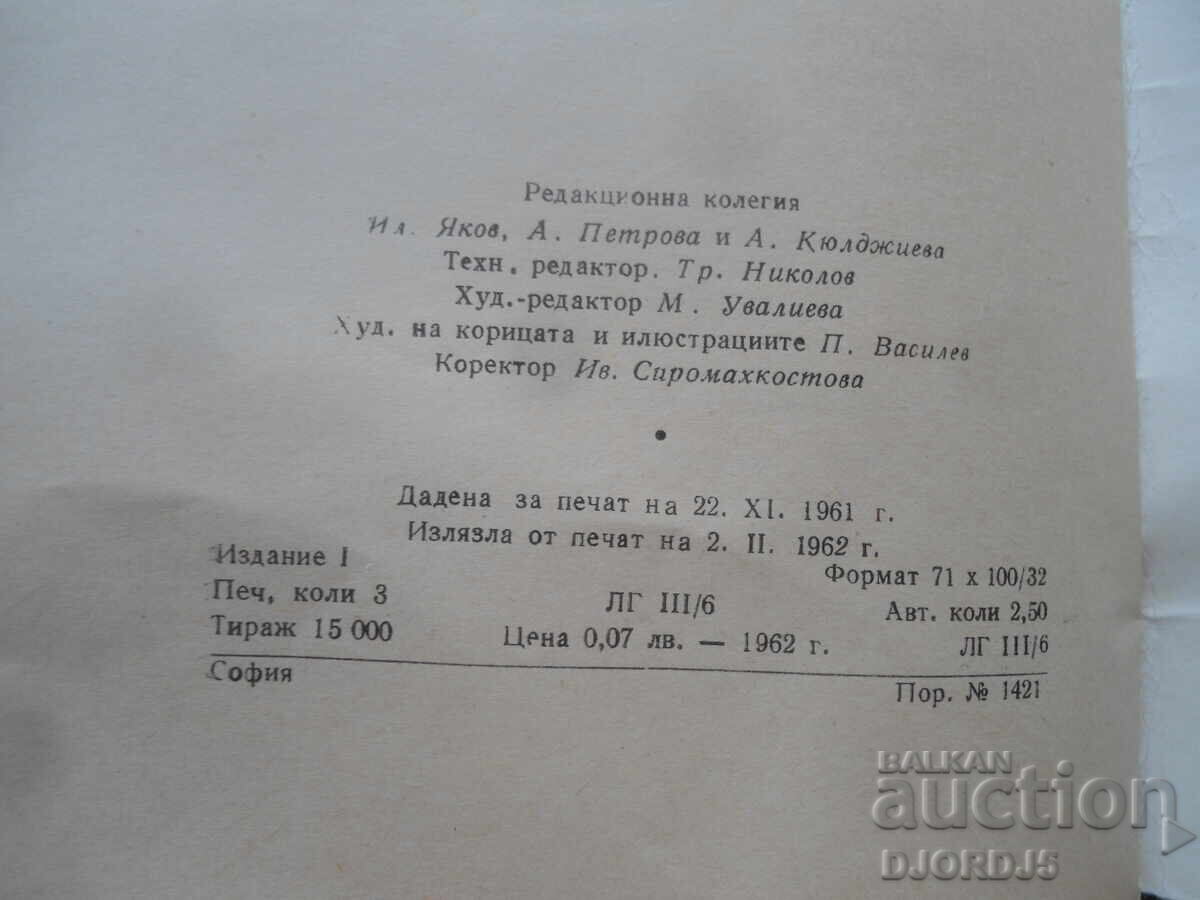 Редакционна колегия
Ил. Яков, А. Петрова и А. Кюлджиева
Техн. редактор. Тр. Николов
Худ.-редактор М. Увалиева
Худ. на корицата и илюстрациите П. Василев
Коректор Ив. Сиромахкостова
•
Дадена за печат на 22. XI. 1961 г.
Излязла от печат на 2. II. 1962 г.
Издание I Формат 71 x 100/32
Печ. коли 3 ЛГ III/6 Авт. коли 2,50
Тираж 15 000 Цена 0,07 лв. — 1962 г. ЛГ III/6
София Пор. № 1421
BALKAN
auction
DJORDJ5